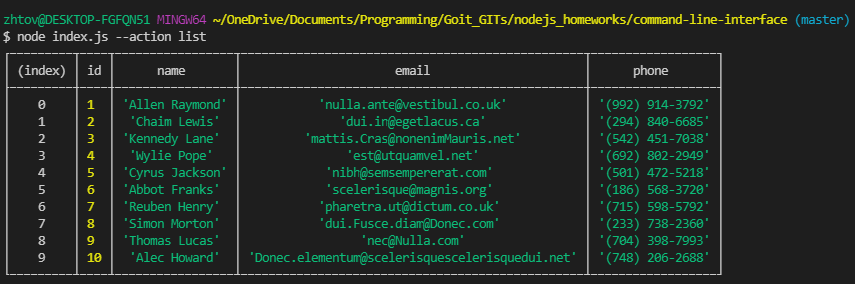 zhtov@DESKTOP-FGFQN51 MINGW64 ~/OneDrive/Documents/Programming/Goit_GITs/nodejs_homeworks/command-line-interface (master)
$ node index.js --action list
(index) id name email phone
0 1 'Allen Raymond' 'nulla.ante@vestibul.co.uk' '(992) 914-3792'
1 2 'Chaim Lewis' 'dui.in@egetlacus.ca' '(294) 840-6685'
2 3 'Kennedy Lane' 'mattis.Cras@nonenimMauris.net' '(542) 451-7038'
3 4 'Wylie Pope' 'est@utquamvel.net' '(692) 802-2949'
4 5 'Cyrus Jackson' 'nibh@semsempererat.com' '(501) 472-5218'
5 6 'Abbot Franks' 'scelerisque@magnis.org' '(186) 568-3720'
6 7 'Reuben Henry' 'pharetra.ut@dictum.co.uk' '(715) 598-5792'
7 8 'Simon Morton' 'dui.Fusce.diam@Donec.com' '(233) 738-2360'
8 9 'Thomas Lucas' 'nec@Nulla.com' '(704) 398-7993'
9 10 'Alec Howard' 'Donec.elementum@scelerisquescelerisquedui.net' '(748) 206-2688'